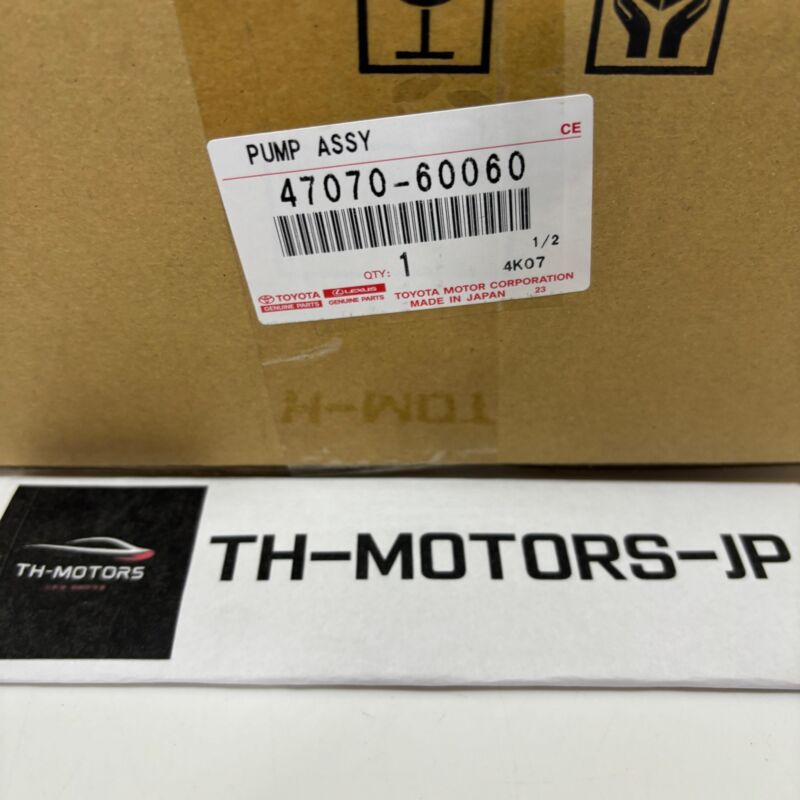 PUMP ASSY
CE
47070-60060
1/2
QTY: 1
4K07
TOYOTA
GENUINE PARTS
LEXUS
GENUINE PARTS
TOYOTA MOTOR CORPORATION
MADE IN JAPAN 23
TH-MOTORS
TH-MOTORS-JP